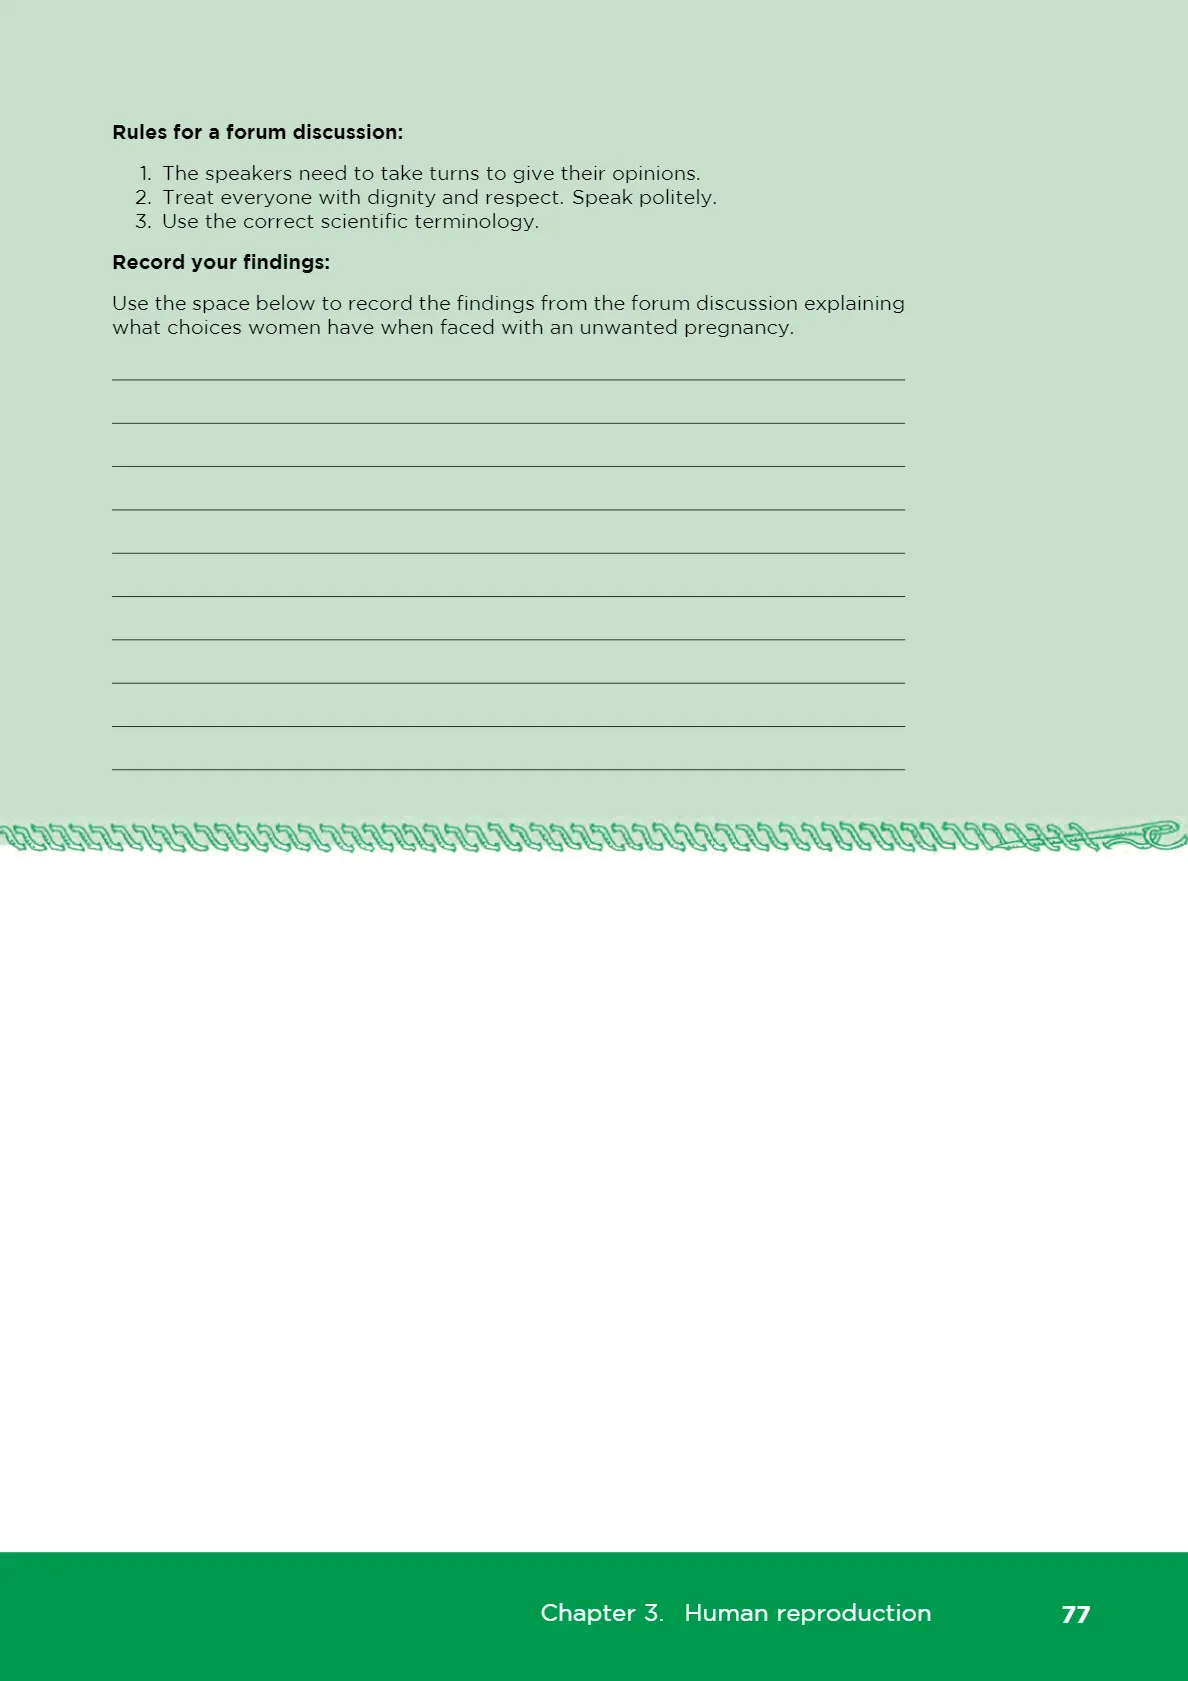 Rules for a forum discussion:
1. The speakers need to take turns to give their opinions.
2. Treat everyone with dignity and respect. Speak politely.
3. Use the correct scientific terminology.
Record your findings:
Use the space below to record the findings from the forum discussion explaining
what choices women have when faced with an unwanted pregnancy.
Chapter 3. Human reproduction 77